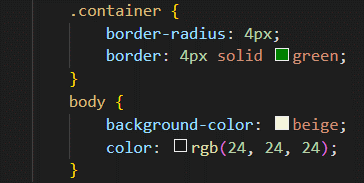 .container {
    border-radius: 4px;
    border: 4px solid green;
}
body {
    background-color: beige;
    color: rgb(24, 24, 24);
}